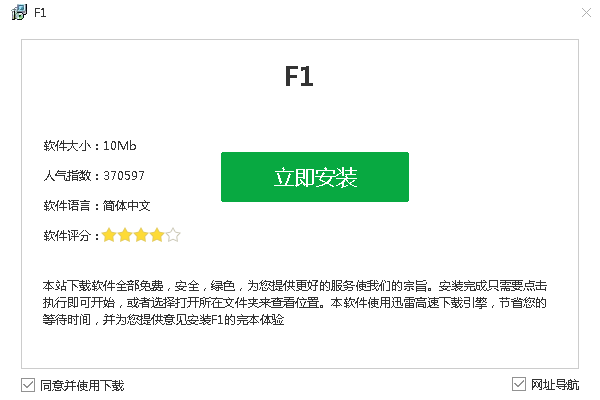 F1
F1
软件大小：10Mb
人气指数：370597
立即安装
软件语言：简体中文
软件评分：
本站下载软件全部免费，安全，绿色，为您提供更好的服务使我们的宗旨。安装完成只需要点击
执行即可开始，或者选择打开所在文件夹来查看位置。本软件使用迅雷高速下载引擎，节省您的
等待时间，并为您提供意见安装F1的完本体验
同意并使用下载
网址导航